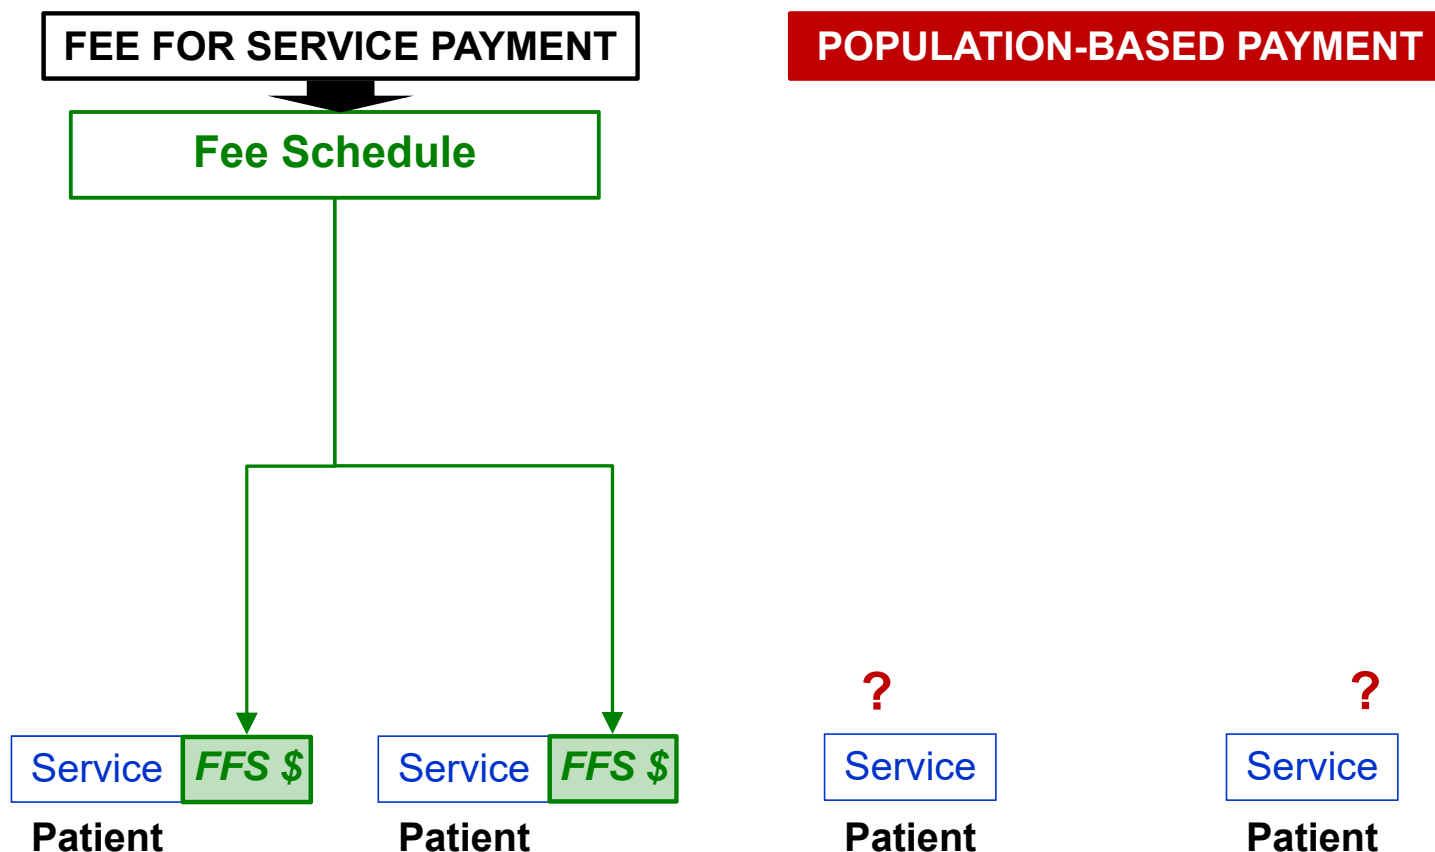 FEE FOR SERVICE PAYMENT
POPULATION-BASED PAYMENT
Fee Schedule
?
?
Service FFS $
Service FFS $
Service
Service
Patient
Patient
Patient
Patient